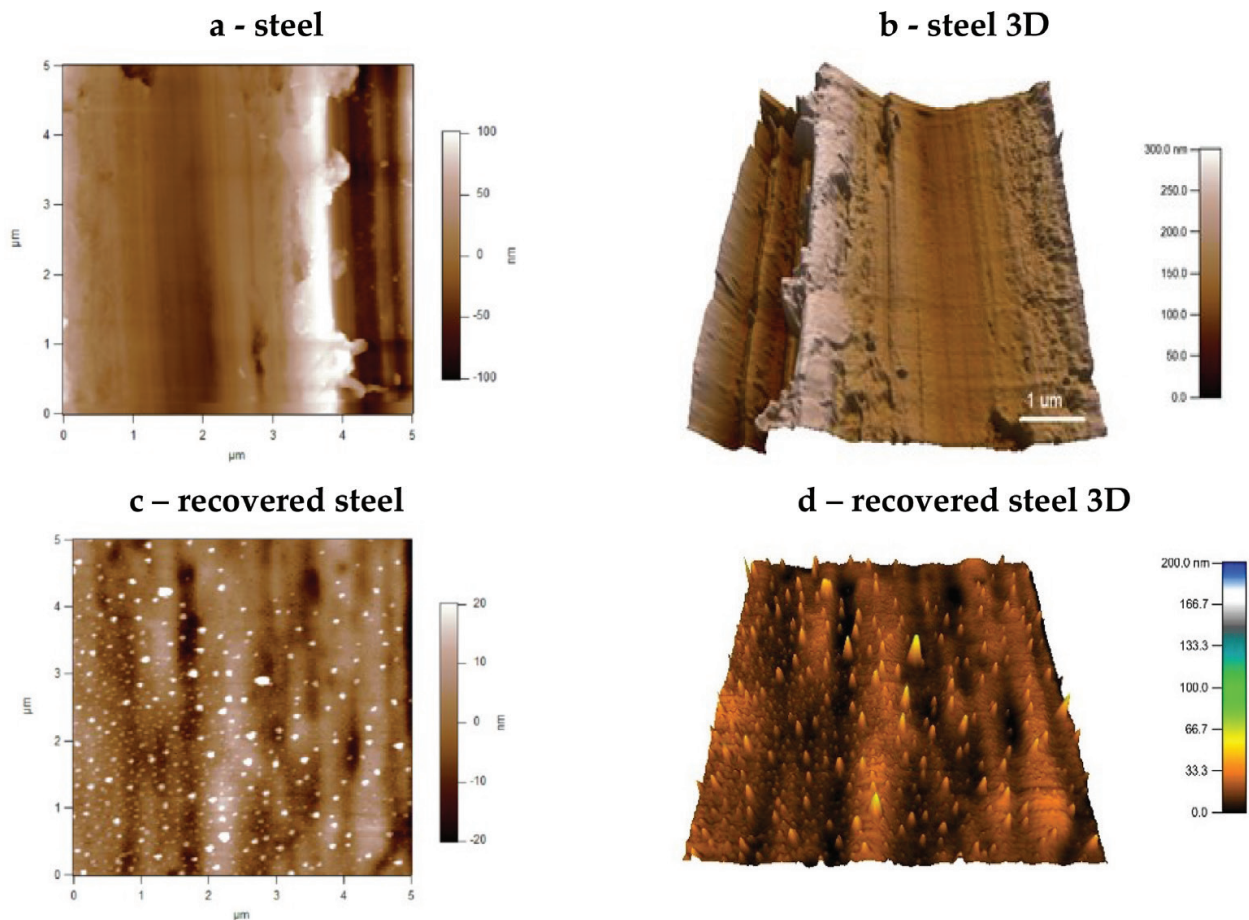 a - steel
b - steel 3D
5
4
3
2
1
0
µm
0 1 2 3 4 5
µm
100
50
0
-50
-100
nm
300.0 nm
250.0
200.0
150.0
100.0
50.0
0.0
1 um
c – recovered steel
d – recovered steel 3D
5
4
3
2
1
0
µm
0 1 2 3 4 5
µm
20
10
0
-10
-20
nm
200.0 nm
166.7
133.3
100.0
66.7
33.3
0.0